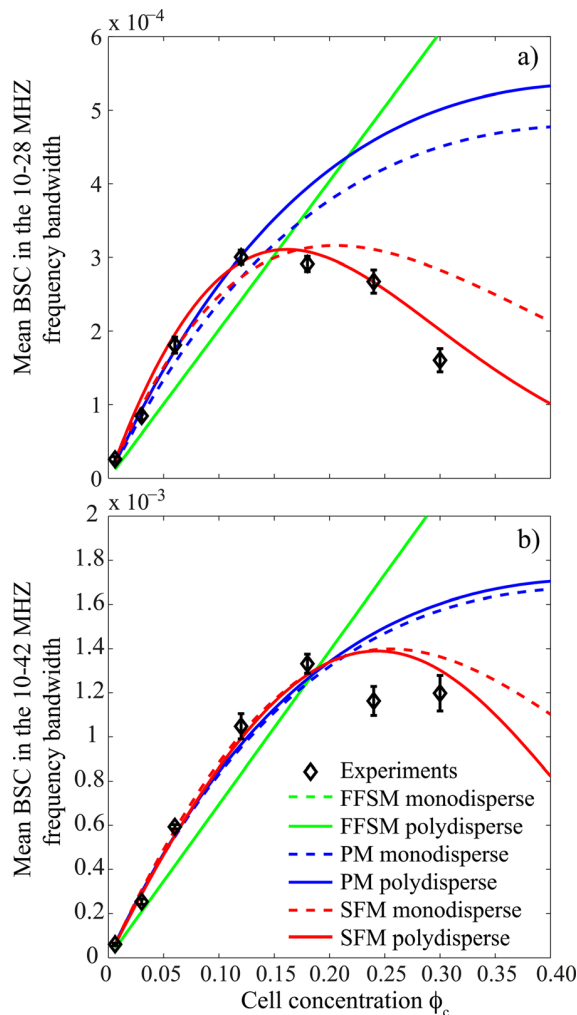 x 10⁻⁴
6
a)
5
4
3
2
1
0
Mean BSC in the 10-28 MHZ
frequency bandwidth
x 10⁻³
2
b)
1.8
1.6
1.4
1.2
1
0.8
0.6
0.4
0.2
0
Mean BSC in the 10-42 MHZ
frequency bandwidth
Experiments
FFSM monodisperse
FFSM polydisperse
PM monodisperse
PM polydisperse
SFM monodisperse
SFM polydisperse
0 0.05 0.10 0.15 0.20 0.25 0.30 0.35 0.40
Cell concentration ϕc